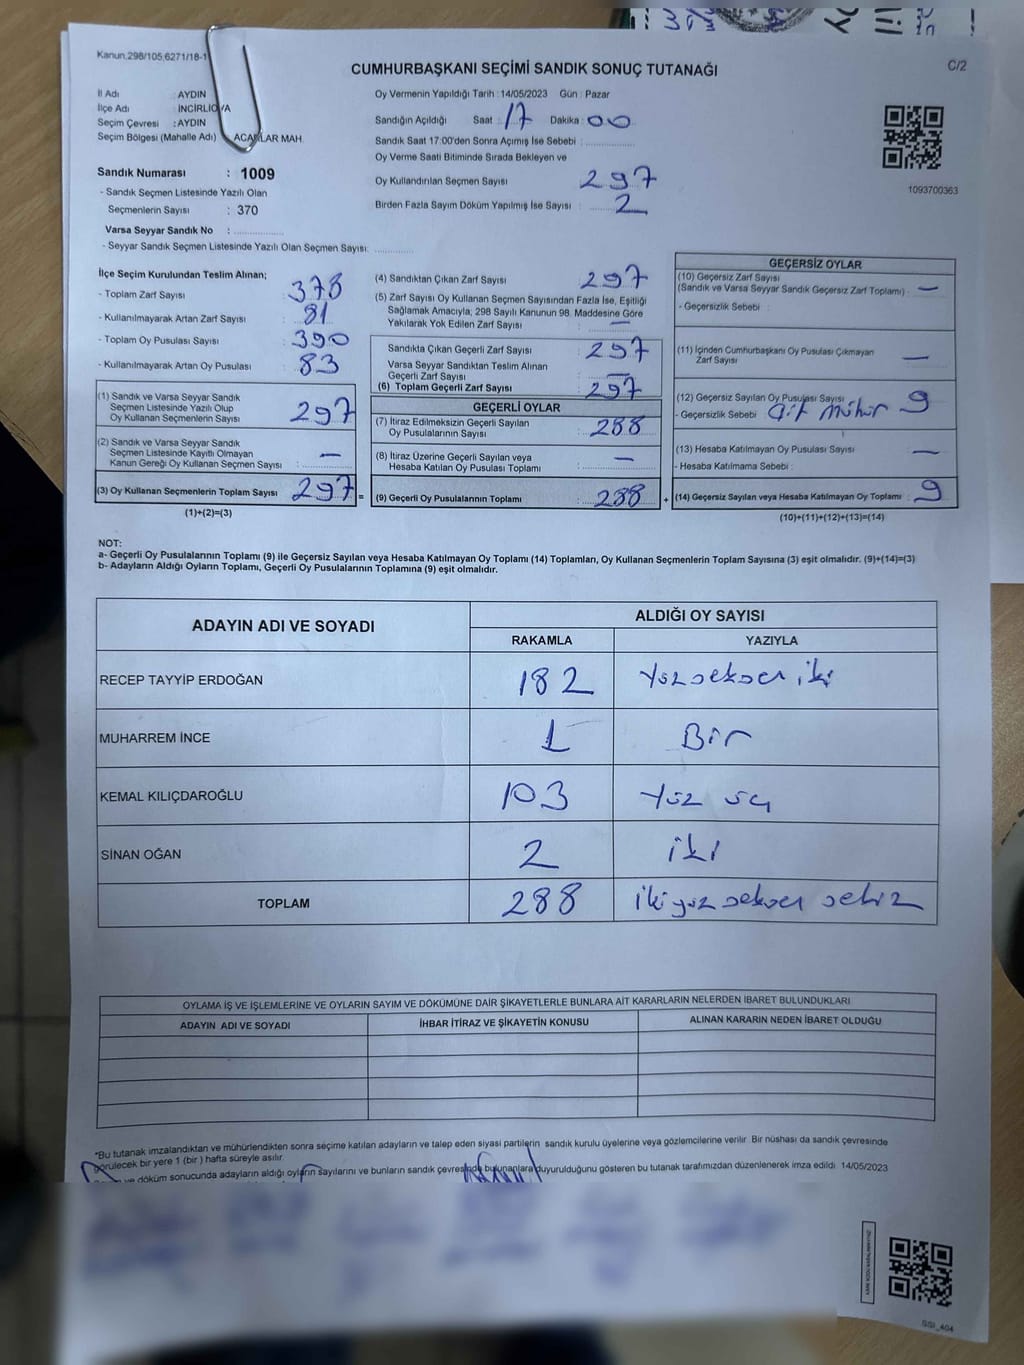 Kanun,298/105,6271/18-1
C/2
CUMHURBAŞKANI SEÇİMİ SANDIK SONUÇ TUTANAĞI
İl Adı : AYDIN
İlçe Adı : İNCİRLİOVA
Seçim Çevresi : AYDIN
Seçim Bölgesi (Mahalle Adı) : ACARLAR MAH.
Sandık Numarası : 1009
- Sandık Seçmen Listesinde Yazılı Olan
Seçmenlerin Sayısı : 370
Varsa Seyyar Sandık No :
- Seyyar Sandık Seçmen Listesinde Yazılı Olan Seçmen Sayısı:
Oy Vermenin Yapıldığı Tarih : 14/05/2023 Gün : Pazar
Sandığın Açıldığı Saat : 17 Dakika : 00
Sandık Saat 17:00'den Sonra Açımış İse Sebebi :
Oy Verme Saati Bitiminde Sırada Bekleyen ve
Oy Kullandırılan Seçmen Sayısı : 297
Birden Fazla Sayım Döküm Yapılmış İse Sayısı : 2
1093700363
İlçe Seçim Kurulundan Teslim Alınan;
- Toplam Zarf Sayısı : 378
- Kullanılmayarak Artan Zarf Sayısı : 81
- Toplam Oy Pusulası Sayısı : 390
- Kullanılmayarak Artan Oy Pusulası : 83
(1) Sandık ve Varsa Seyyar Sandık
Seçmen Listesinde Yazılı Olup
Oy Kullanan Seçmenlerin Sayısı : 297
(2) Sandık ve Varsa Seyyar Sandık
Seçmen Listesinde Kayıtlı Olmayan
Kanun Gereği Oy Kullanan Seçmen Sayısı : —
(3) Oy Kullanan Seçmenlerin Toplam Sayısı : 297 =
(1)+(2)=(3)
(4) Sandıktan Çıkan Zarf Sayısı : 297
(5) Zarf Sayısı Oy Kullanan Seçmen Sayısından Fazla İse, Eşitliği
Sağlamak Amacıyla; 298 Sayılı Kanunun 98. Maddesine Göre
Yakılarak Yok Edilen Zarf Sayısı : —
Sandıkta Çıkan Geçerli Zarf Sayısı : 297
Varsa Seyyar Sandıktan Teslim Alınan
Geçerli Zarf Sayısı :
(6) Toplam Geçerli Zarf Sayısı : 297
GEÇERLİ OYLAR
(7) İtiraz Edilmeksizin Geçerli Sayılan
Oy Pusulalarının Sayısı : 288
(8) İtiraz Üzerine Geçerli Sayılan veya
Hesaba Katılan Oy Pusulası Toplamı : —
(9) Geçerli Oy Pusulalarının Toplamı : 288 +
GEÇERSİZ OYLAR
(10) Geçersiz Zarf Sayısı
(Sandık ve Varsa Seyyar Sandık Geçersiz Zarf Toplamı) : —
- Geçersizlik Sebebi :
(11) İçinden Cumhurbaşkanı Oy Pusulası Çıkmayan
Zarf Sayısı : —
(12) Geçersiz Sayılan Oy Pusulası Sayısı : 9
- Geçersizlik Sebebi : Çift mühür
(13) Hesaba Katılmayan Oy Pusulası Sayısı : —
- Hesaba Katılmama Sebebi :
(14) Geçersiz Sayılan veya Hesaba Katılmayan Oy Toplamı : 9
(10)+(11)+(12)+(13)=(14)
NOT:
a- Geçerli Oy Pusulalarının Toplamı (9) ile Geçersiz Sayılan veya Hesaba Katılmayan Oy Toplamı (14) Toplamları, Oy Kullanan Seçmenlerin Toplam Sayısına (3) eşit olmalıdır. (9)+(14)=(3)
b- Adayların Aldığı Oyların Toplamı, Geçerli Oy Pusulalarının Toplamına (9) eşit olmalıdır.
ADAYIN ADI VE SOYADI
ALDIĞI OY SAYISI
RAKAMLA YAZIYLA
RECEP TAYYİP ERDOĞAN 182 Yüzseksen iki
MUHARREM İNCE 1 Bir
KEMAL KILIÇDAROĞLU 103 Yüz üç
SİNAN OĞAN 2 iki
TOPLAM 288 ikiyüz seksen sekiz
OYLAMA İŞ VE İŞLEMLERİNE VE OYLARIN SAYIM VE DÖKÜMÜNE DAİR ŞİKAYETLERLE BUNLARA AİT KARARLARIN NELERDEN İBARET BULUNDUKLARI
ADAYIN ADI VE SOYADI İHBAR İTİRAZ VE ŞİKAYETİN KONUSU ALINAN KARARIN NEDEN İBARET OLDUĞU
"Bu tutanak imzalandıktan ve mühürlendikten sonra seçime katılan adayların ve talep eden siyasi partilerin sandık kurulu üyelerine veya gözlemcilerine verilir. Bir nüshası da sandık çevresinde
görülecek bir yere 1 (bir) hafta süreyle asılır.
ve döküm sonucunda adayların aldığı oyların sayılarını ve bunların sandık çevresinde bulunanlara duyurulduğunu gösteren bu tutanak tarafımızdan düzenlenerek imza edildi. 14/05/2023